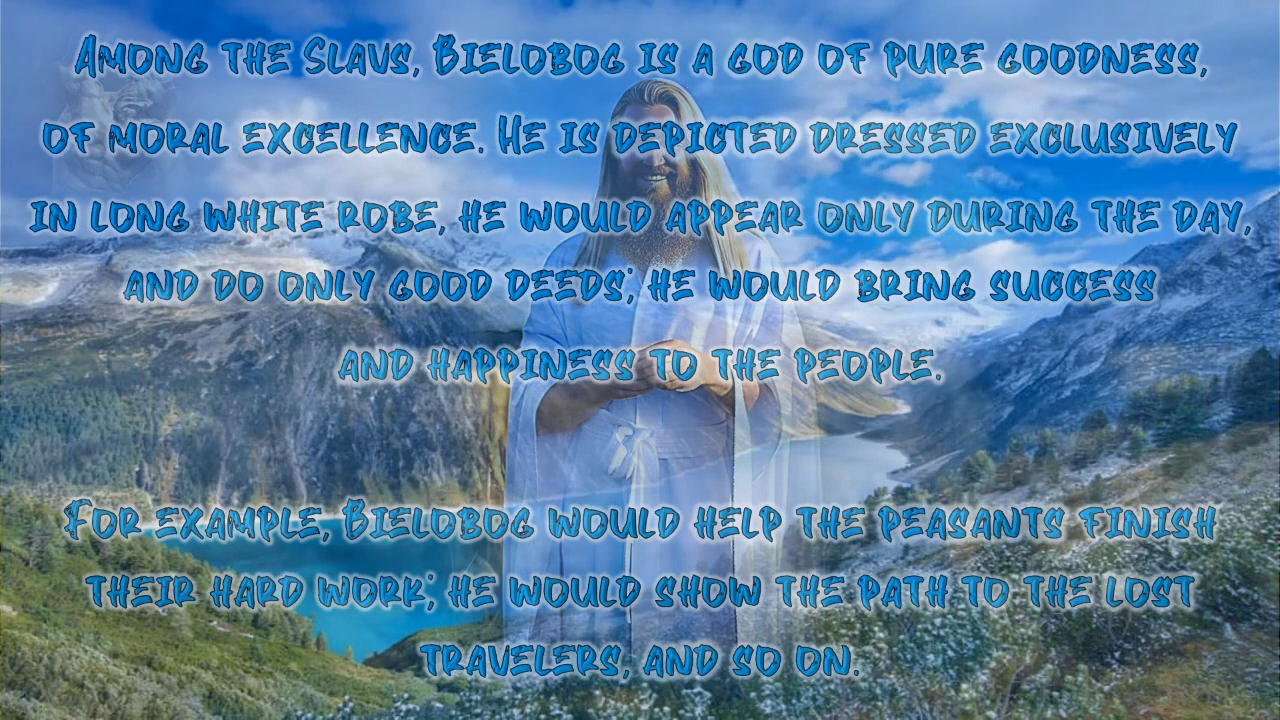 Among the Slavs, Bielobog is a god of pure goodness,
of moral excellence. He is depicted dressed exclusively
in long white robe, he would appear only during the day,
and do only good deeds; he would bring success
and happiness to the people.
For example, Bielobog would help the peasants finish
their hard work; he would show the path to the lost
travelers, and so on.